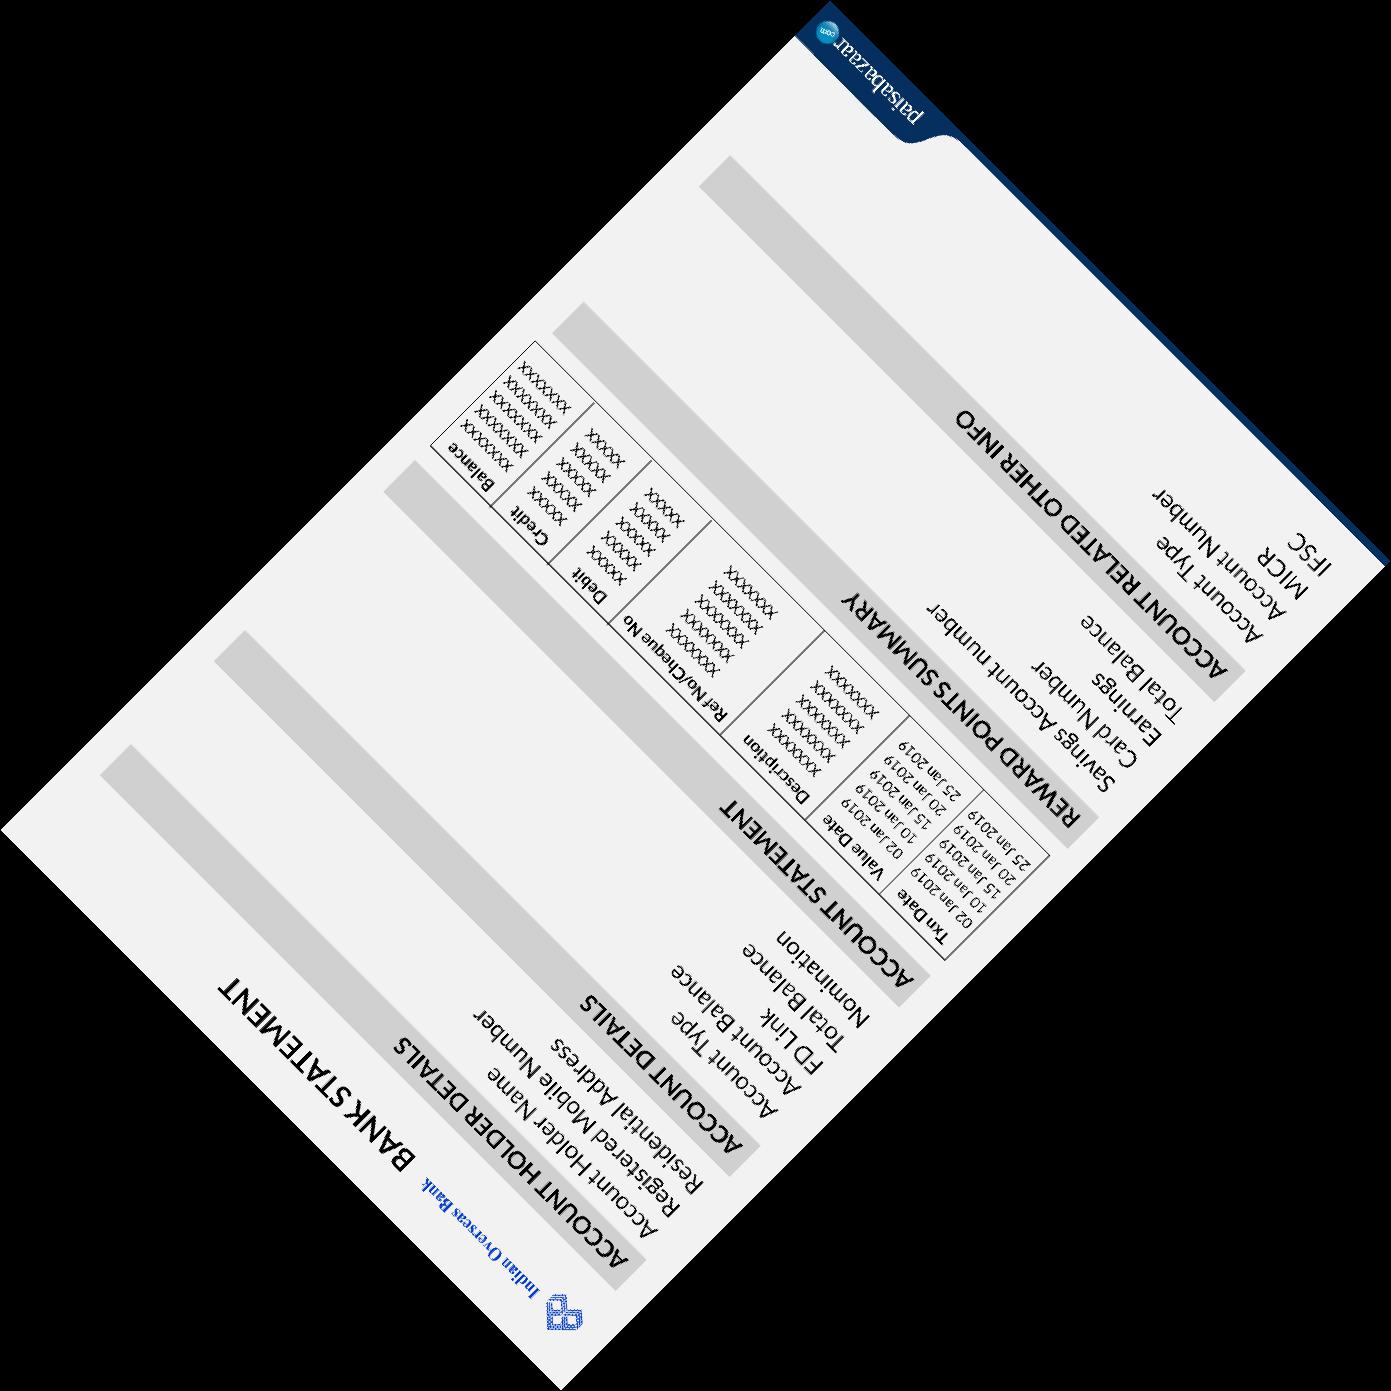 Indian Overseas Bank
BANK STATEMENT
ACCOUNT HOLDER DETAILS
Account Holder Name
Registered Mobile Number
Residential Address
ACCOUNT DETAILS
Account Type
Account Balance
FD Link
Total Balance
Nomination
ACCOUNT STATEMENT
Txn Date Value Date Description Ref No/Cheque No Debit Credit Balance
02 Jan 2019 02 Jan 2019 XXXXXXX XXXXXXX XXXXX XXXXX XXXXXXX
10 Jan 2019 10 Jan 2019 XXXXXXX XXXXXXX XXXXX XXXXX XXXXXXX
15 Jan 2019 15 Jan 2019 XXXXXXX XXXXXXX XXXXX XXXXX XXXXXXX
20 Jan 2019 20 Jan 2019 XXXXXXX XXXXXXX XXXXX XXXXX XXXXXXX
25 Jan 2019 25 Jan 2019 XXXXXXX XXXXXXX XXXXX XXXXX XXXXXXX
REWARD POINTS SUMMARY
Savings Account number
Card Number
Earnings
Total Balance
ACCOUNT RELATED OTHER INFO
Account Type
Account Number
MICR
IFSC
paisabazaar com